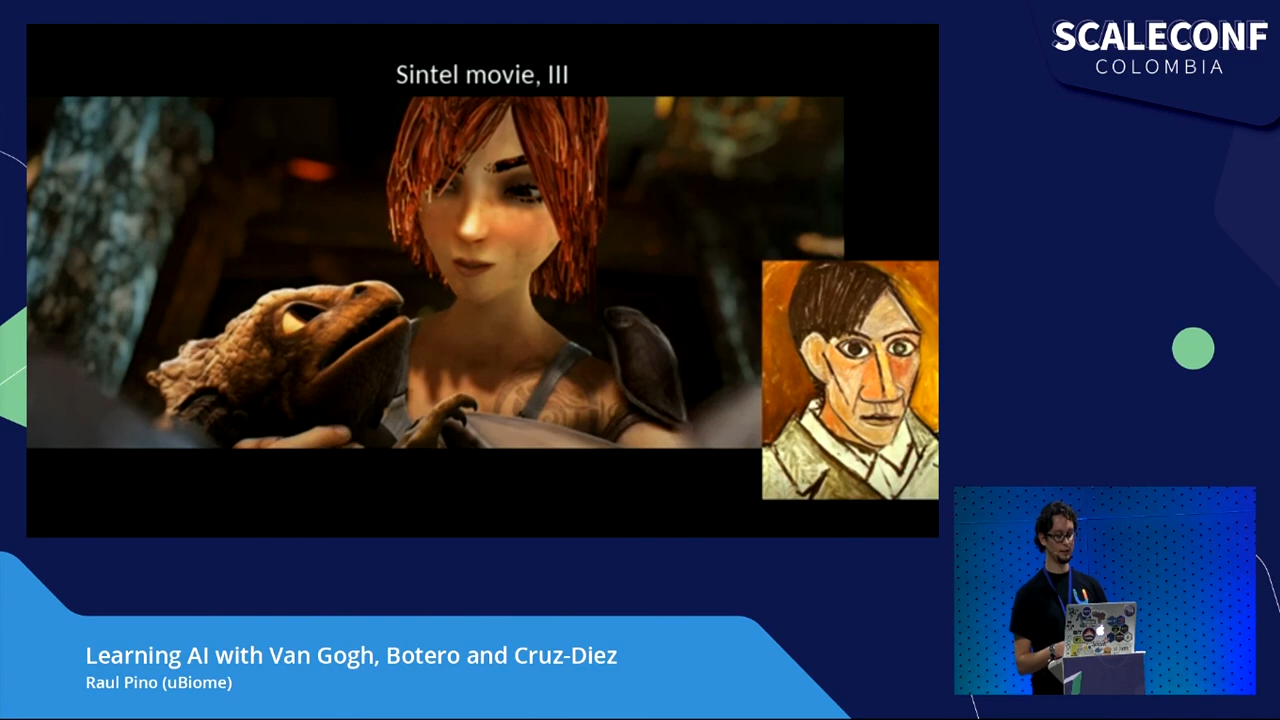 SCALECONF
COLOMBIA
Sintel movie, III
Learning AI with Van Gogh, Botero and Cruz-Diez
Raul Pino (uBiome)